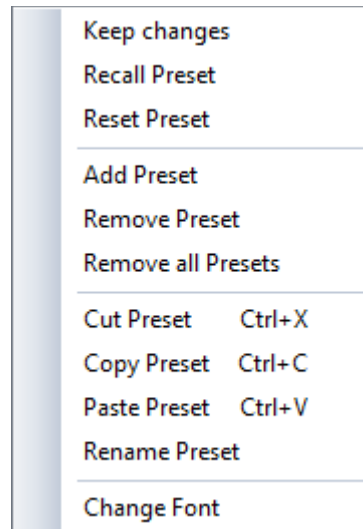 Keep changes
Recall Preset
Reset Preset
Add Preset
Remove Preset
Remove all Presets
Cut Preset Ctrl+X
Copy Preset Ctrl+C
Paste Preset Ctrl+V
Rename Preset
Change Font